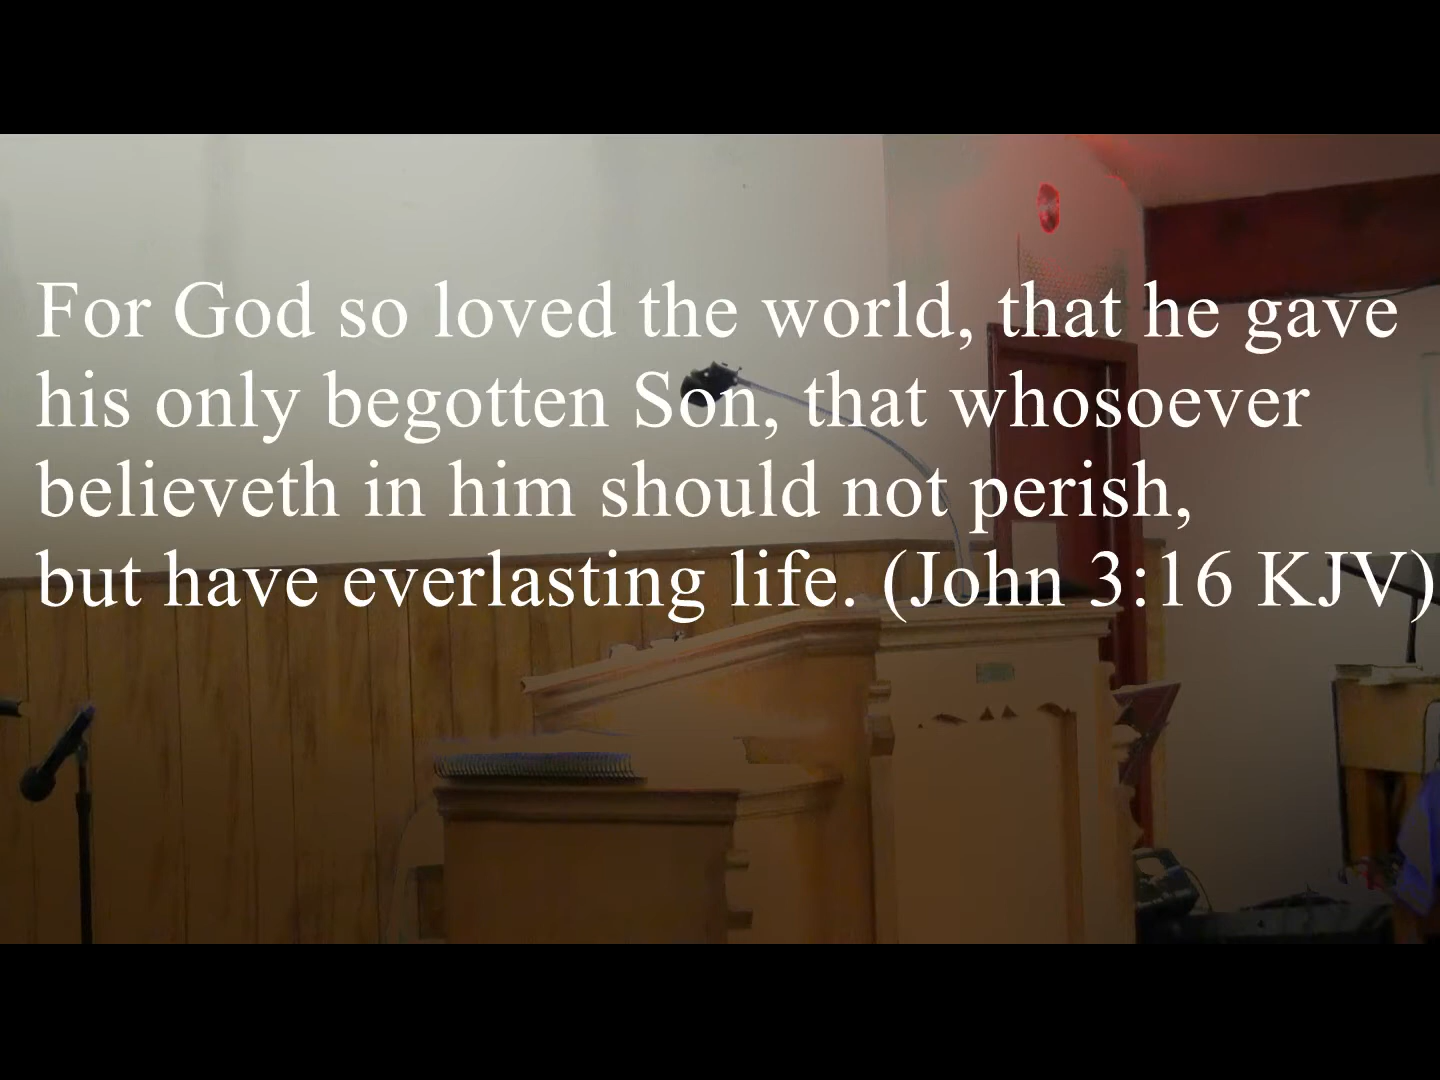 For God so loved the world, that he gave
his only begotten Son, that whosoever
believeth in him should not perish,
but have everlasting life. (John 3:16 KJV)